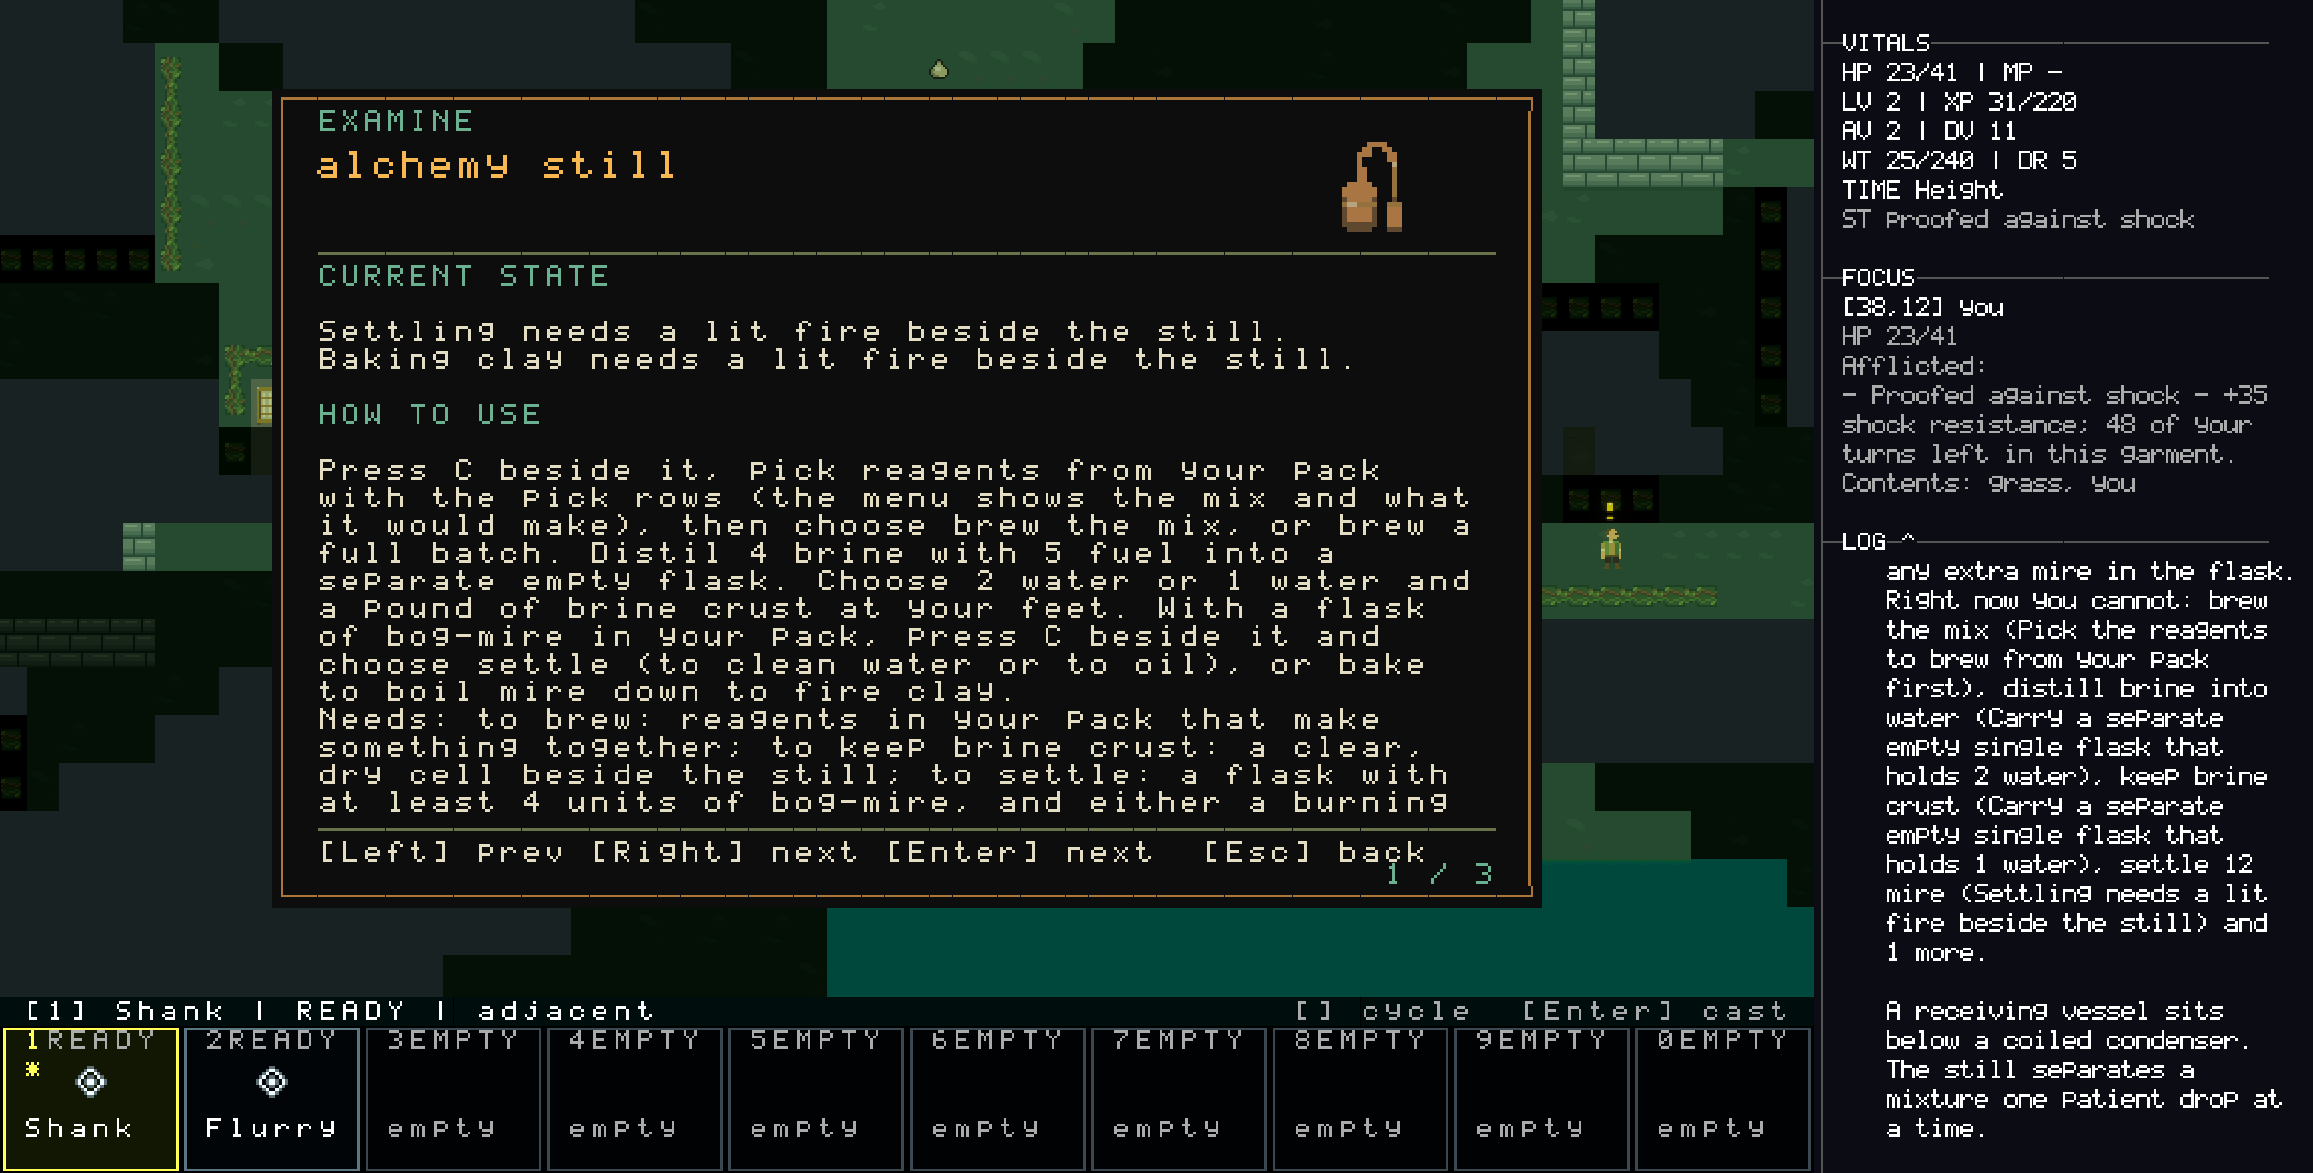 EXAMINE
alchemy still
CURRENT STATE
Settling needs a lit fire beside the still.
Baking clay needs a lit fire beside the still.
HOW TO USE
Press C beside it, pick reagents from your pack
with the pick rows (the menu shows the mix and what
it would make), then choose brew the mix, or brew a
full batch. Distil 4 brine with 5 fuel into a
separate empty flask. Choose 2 water or 1 water and
a pound of brine crust at your feet. With a flask
of bog-mire in your pack, press C beside it and
choose settle (to clean water or to oil), or bake
to boil mire down to fire clay.
Needs: to brew: reagents in your pack that make
something together; to keep brine crust: a clear,
dry cell beside the still; to settle: a flask with
at least 4 units of bog-mire, and either a burning
[Left] prev [Right] next [Enter] next [Esc] back
1 / 3
VITALS
HP 23/41 | MP -
LV 2 | XP 31/220
AV 2 | DV 11
WT 25/240 | DR 5
TIME Height
ST Proofed against shock
FOCUS
[38,12] you
HP 23/41
Afflicted:
- Proofed against shock - +35
shock resistance; 48 of your
turns left in this garment.
Contents: grass, you
LOG ^
any extra mire in the flask.
Right now you cannot: brew
the mix (Pick the reagents
to brew from your pack
first), distill brine into
water (Carry a separate
empty single flask that
holds 2 water), keep brine
crust (Carry a separate
empty single flask that
holds 1 water), settle 12
mire (Settling needs a lit
fire beside the still) and
1 more.
A receiving vessel sits
below a coiled condenser.
The still separates a
mixture one patient drop at
a time.
[1] Shank | READY | adjacent
[] cycle [Enter] cast
1READY
Shank
2READY
Flurry
3EMPTY
empty
4EMPTY
empty
5EMPTY
empty
6EMPTY
empty
7EMPTY
empty
8EMPTY
empty
9EMPTY
empty
0EMPTY
empty